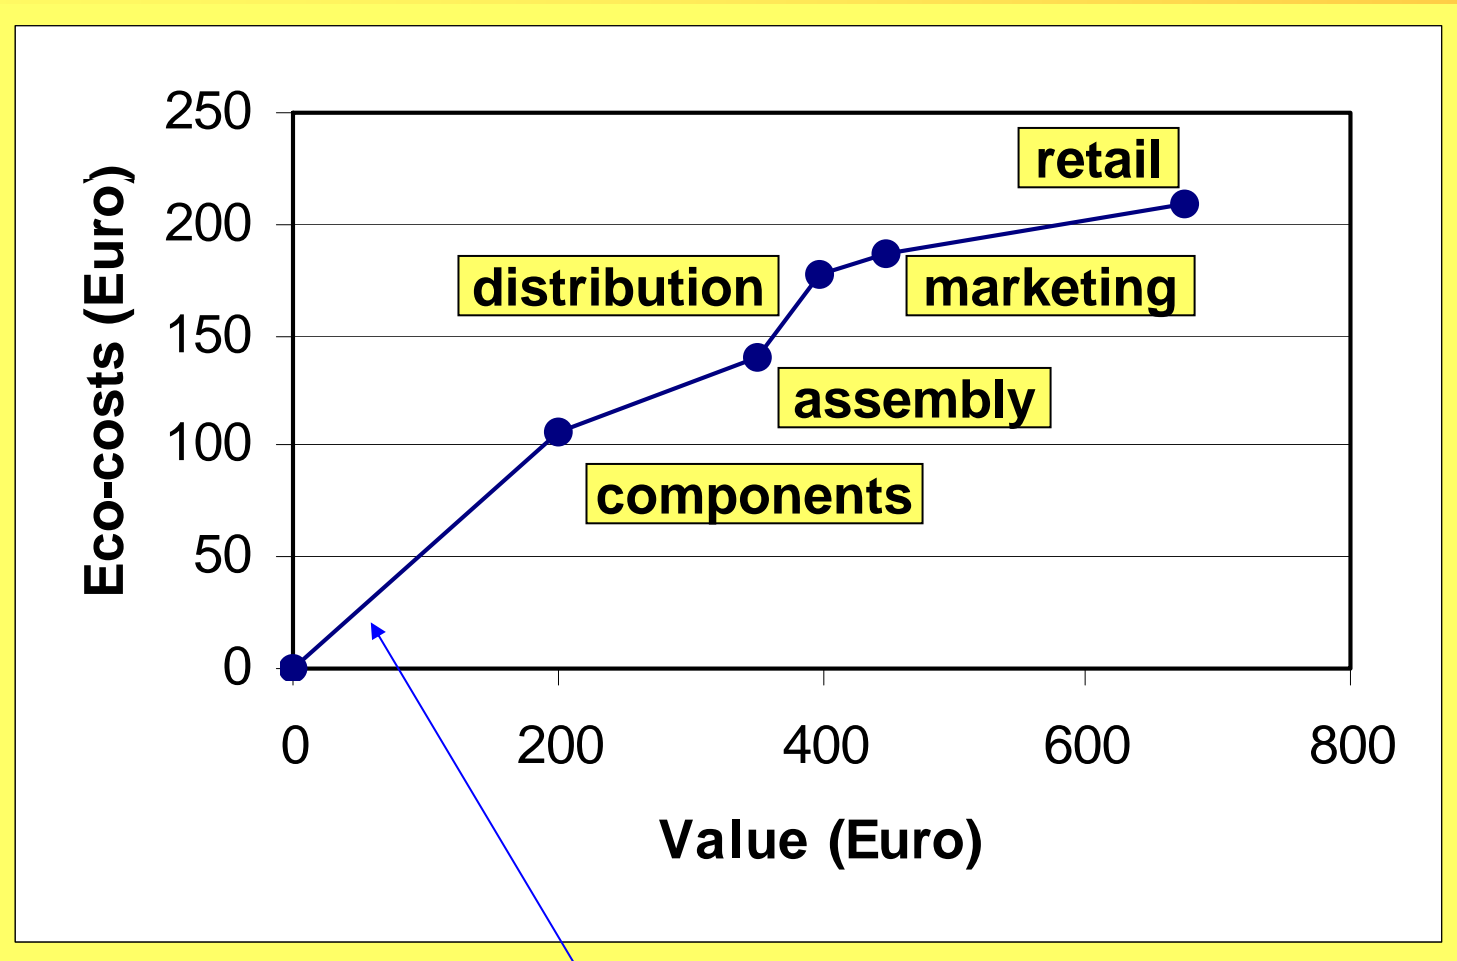 250
200
150
100
50
0
Eco-costs (Euro)
retail
distribution
marketing
assembly
components
0 200 400 600 800
Value (Euro)